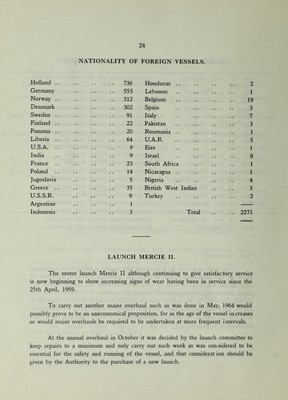 24
NATIONALITY OF FOREIGN VESSELS.
Holland .. .. .. .. 736
Germany .. .. .. 555
Norway .. .. .. .. 312
Denmark .. .. .. 302
Sweden .. .. .. .. 91
Finland .. .. .. .. 22
Panama .. .. .. .. 20
Liberia .. .. .. .. 64
U.S.A. .. .. .. .. 9
India .. .. .. .. 9
France .. .. .. .. 23
Poland .. .. .. .. 14
Jugoslavia .. .. .. 5
Greece .. .. .. .. 35
U.S.S.R. .. .. .. 9
Argentine .. .. .. 1
Indonesia .. .. .. 3
Honduras .. .. .. .. 2
Lebanon .. .. .. .. 1
Belgium .. .. .. .. 19
Spain .. .. .. .. 3
Italy .. .. .. .. 7
Pakistan .. .. .. .. 3
Roumania .. .. .. .. 1
U.A.R. .. .. .. .. 5
Eire .. .. .. .. 1
Israel .. .. .. .. 8
South Africa .. .. .. 1
Nicaragua .. .. .. .. 1
Nigeria .. .. .. .. 4
British West Indies .. .. 3
Turkey .. .. .. .. 2
Total .. .. 2271
LAUNCH MERCIE II.
The motor launch Mercie II although continuing to give satisfactory service
is now beginning to show increasing signs of wear having been in service since the
25th April, 1959.
To carry out another major overhaul such as was done in May, 1964 would
possibly prove to be an uneconomical proposition, for as the age of the vessel increases
so would major overhauls be required to be undertaken at more frequent intervals.
At the annual overhaul in October it was decided by the launch committee to
keep repairs to a minimum and only carry out such work as was considered to be
essential for the safety and running of the vessel, and that consideration should be
given by the Authority to the purchase of a new launch.